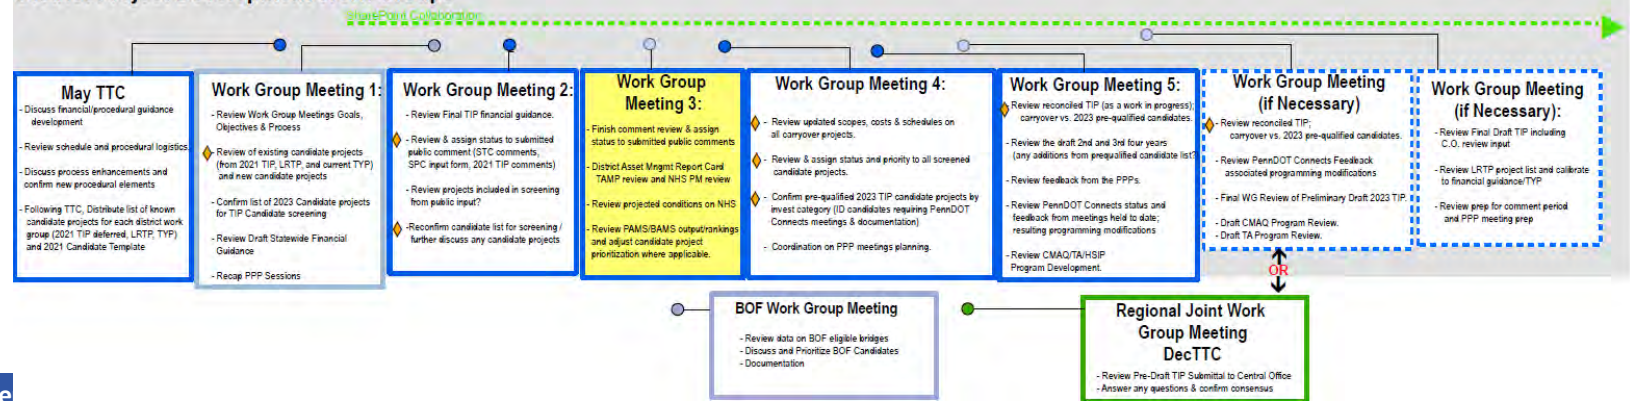 SharePoint Collaboration
May TTC
- Discuss financial/procedural guidance
development
- Review schedule and procedural logistics.
- Discuss process enhancements and
confirm new procedural elements
- Following TTC, Distribute list of known
candidate projects for each district work
group (2021 TIP deferred, LRTP, TYP)
and 2021 Candidate Template
Work Group Meeting 1:
- Review Work Group Meetings Goals,
Objectives & Process
- Review of existing candidate projects
(from 2021 TIP, LRTP, and current TYP)
and new candidate projects
- Confirm list of 2023 Candidate projects
for TIP Candidate screening
- Review Draft Statewide Financial
Guidance
- Recap PPP Sessions
Work Group Meeting 2:
- Review Final TIP financial guidance.
- Review & assign status to submitted
public comment (STC comments,
SPC input form, 2021 TIP comments)
- Review projects included in screening
from public input?
-Reconfirm candidate list for screening /
further discuss any candidate projects
Work Group
Meeting 3:
- Finish comment review & assign
status to submitted public comments
- District Asset Mngmt Report Card
TAMP review and NHS PM review
- Review projected conditions on NHS
- Review PAMS/BAMS output/rankings
and adjust candidate project
prioritization where applicable.
Work Group Meeting 4:
- Review updated scopes, costs & schedules on
all carryover projects.
- Review & assign status and priority to all screened
candidate projects.
- Confirm pre-qualified 2023 TIP candidate projects by
invest category (ID candidates requiring PennDOT
Connects meetings & documentation)
- Coordination on PPP meetings planning.
Work Group Meeting 5:
- Review reconciled TIP (as a work in progress);
carryover vs. 2023 pre-qualified candidates.
- Review the draft 2nd and 3rd four years
(any additions from prequalified candidate list?
- Review feedback from the PPPs.
- Review PennDOT Connects status and
feedback from meetings held to date;
resulting programming modifications
- Review CMAQ/TA/HSIP
Program Development.
Work Group Meeting
(if Necessary)
- Review reconciled TIP;
carryover vs. 2023 pre-qualified candidates.
- Review PennDOT Connects Feedback
associated programming modifications
- Final WG Review of Preliminary Draft 2023 TIP.
- Draft CMAQ Program Review.
- Draft TA Program Review.
Work Group Meeting
(if Necessary):
- Review Final Draft TIP including
C.O. review input
- Review LRTP project list and calibrate
to financial guidance/TYP
- Review prep for comment period
and PPP meeting prep
OR
BOF Work Group Meeting
- Review data on BOF eligible bridges
- Discuss and Prioritize BOF Candidates
- Documentation
Regional Joint Work
Group Meeting
DecTTC
- Review Pre-Draft TIP Submittal to Central Office
- Answer any questions & confirm consensus
e